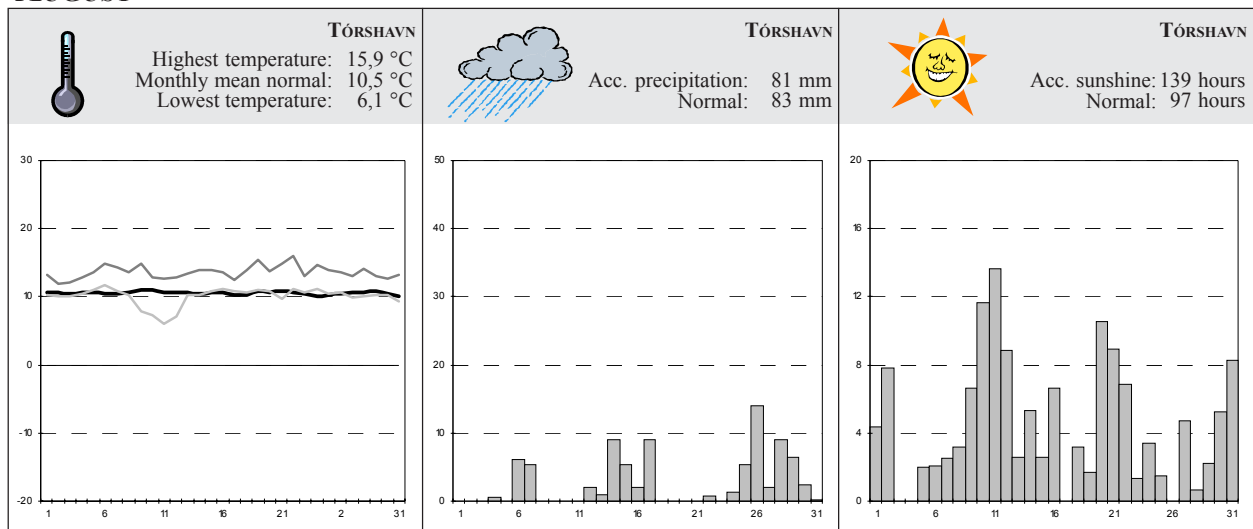 TÓRSHAVN
Highest temperature: 15,9 °C
Monthly mean normal: 10,5 °C
Lowest temperature: 6,1 °C
TÓRSHAVN
Acc. precipitation: 81 mm
Normal: 83 mm
TÓRSHAVN
Acc. sunshine: 139 hours
Normal: 97 hours
30
20
10
0
-10
-20
1 6 11 16 21 2 31
50
40
30
20
10
0
1 6 11 16 21 26 31
20
16
12
8
4
0
1 6 11 16 21 26 31